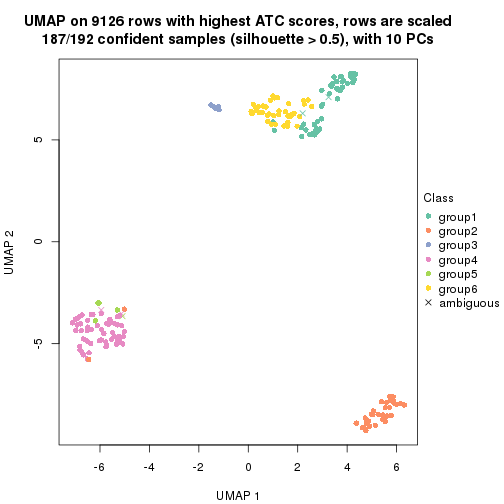 UMAP on 9126 rows with highest ATC scores, rows are scaled
187/192 confident samples (silhouette > 0.5), with 10 PCs
5
0
-5
UMAP 2
-6 -4 -2 0 2 4 6
UMAP 1
Class
group1
group2
group3
group4
group5
group6
ambiguous